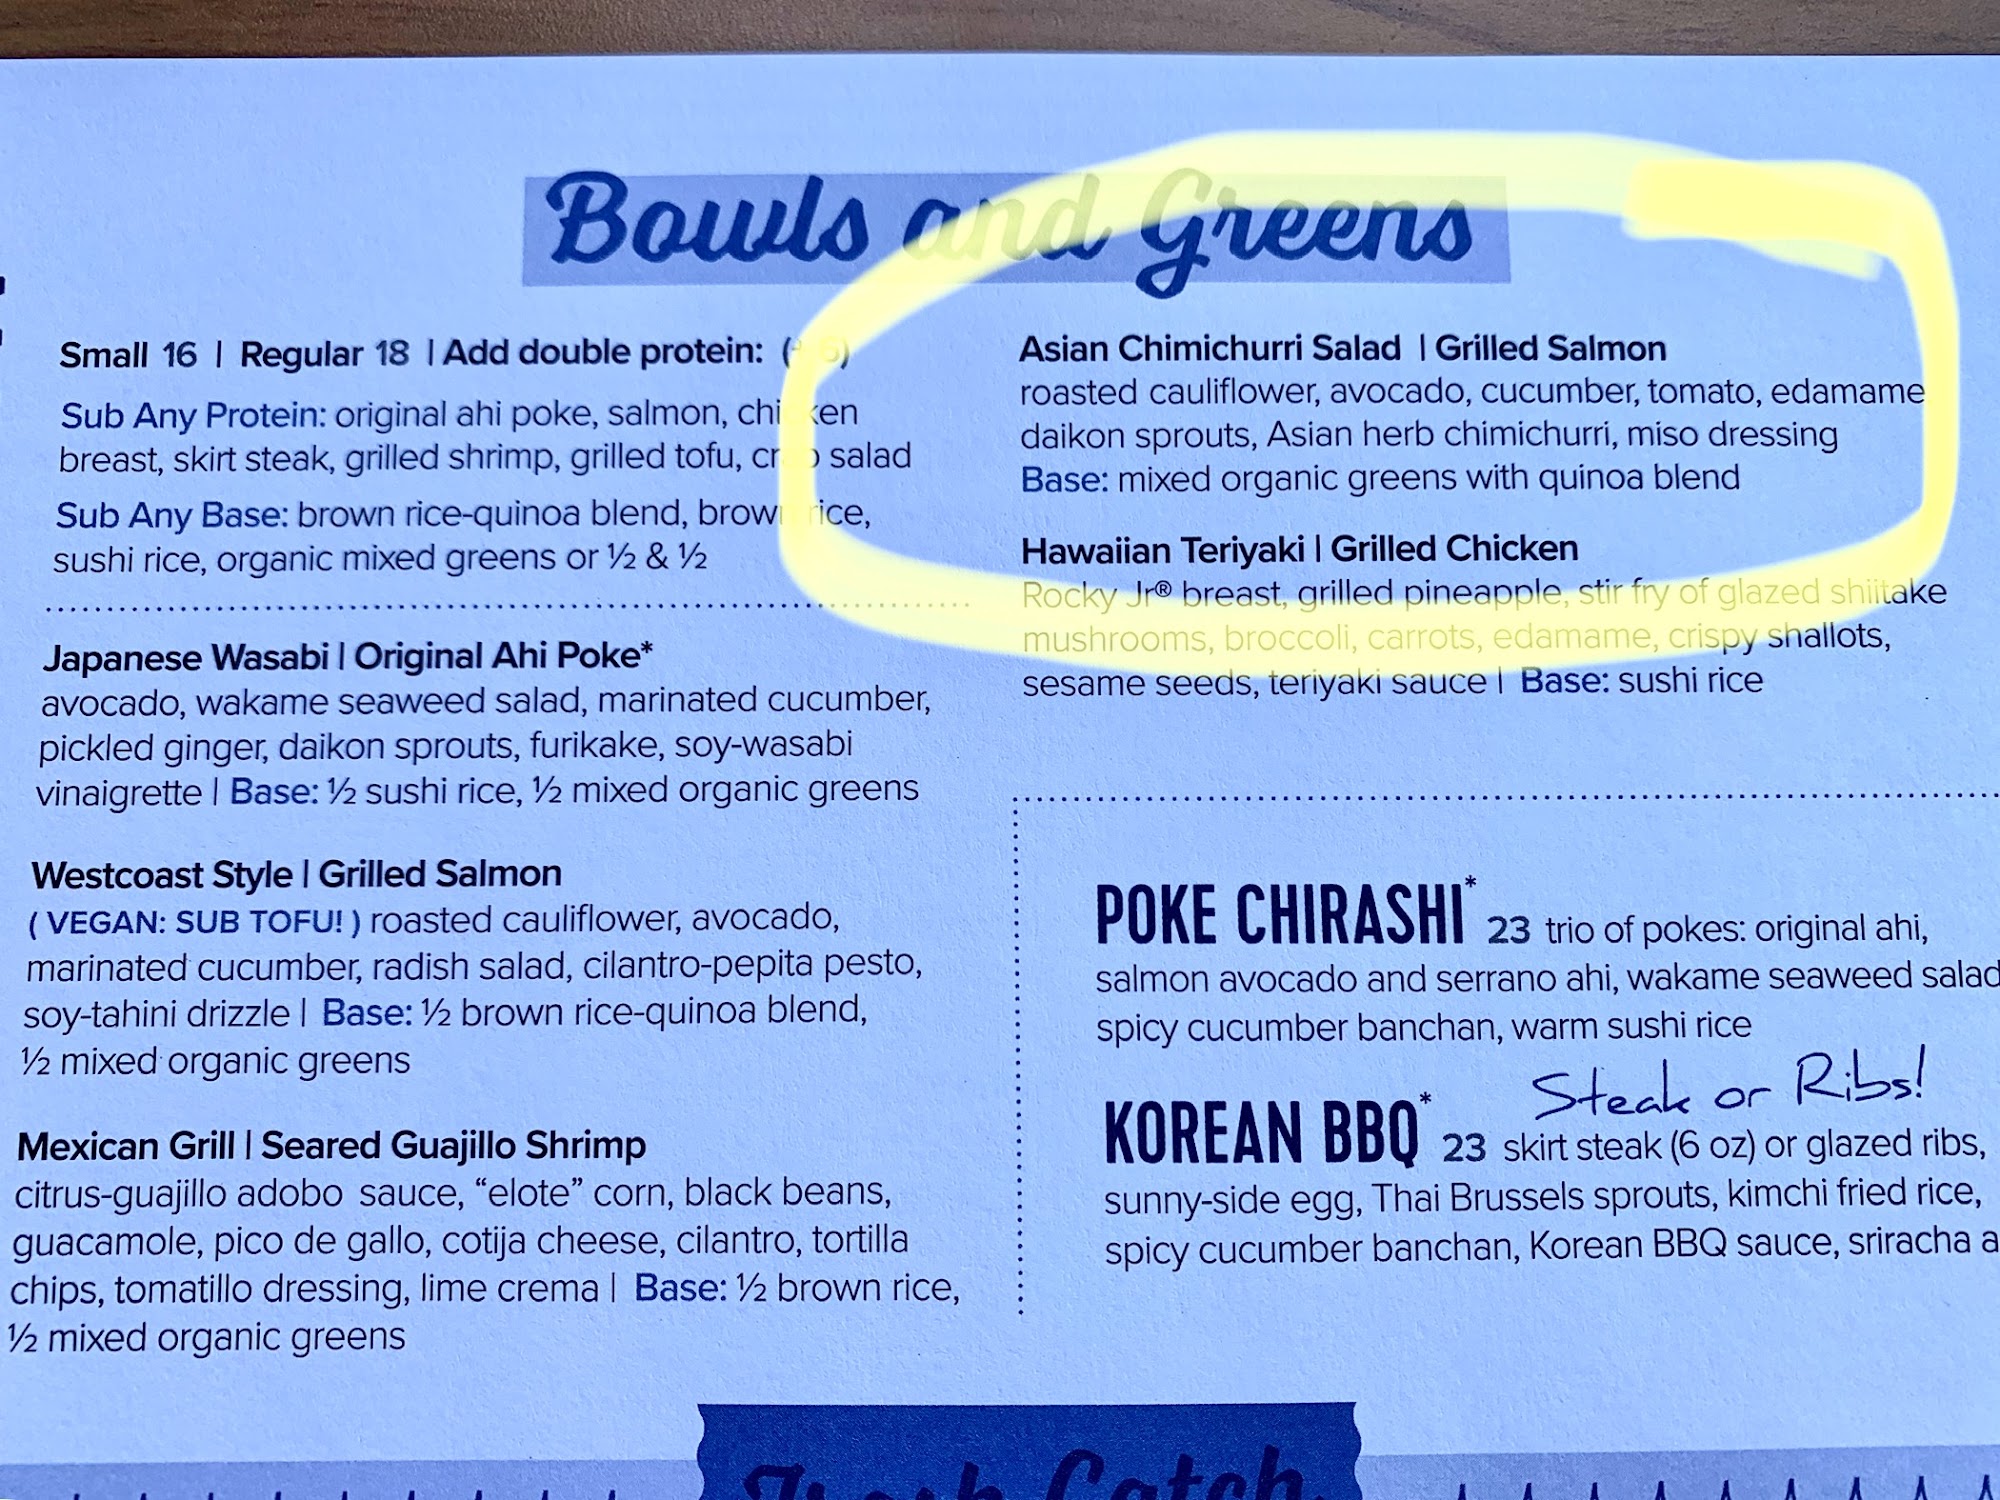 Bowls and Greens
Small 16 | Regular 18 | Add double protein:
Sub Any Protein: original ahi poke, salmon, chicken
breast, skirt steak, grilled shrimp, grilled tofu, crab salad
Sub Any Base: brown rice-quinoa blend, brown rice,
sushi rice, organic mixed greens or ½ & ½
Japanese Wasabi | Original Ahi Poke*
avocado, wakame seaweed salad, marinated cucumber,
pickled ginger, daikon sprouts, furikake, soy-wasabi
vinaigrette | Base: ½ sushi rice, ½ mixed organic greens
Westcoast Style | Grilled Salmon
( VEGAN: SUB TOFU! ) roasted cauliflower, avocado,
marinated cucumber, radish salad, cilantro-pepita pesto,
soy-tahini drizzle | Base: ½ brown rice-quinoa blend,
½ mixed organic greens
Mexican Grill | Seared Guajillo Shrimp
citrus-guajillo adobo sauce, “elote” corn, black beans,
guacamole, pico de gallo, cotija cheese, cilantro, tortilla
chips, tomatillo dressing, lime crema | Base: ½ brown rice,
½ mixed organic greens
Asian Chimichurri Salad | Grilled Salmon
roasted cauliflower, avocado, cucumber, tomato, edamame
daikon sprouts, Asian herb chimichurri, miso dressing
Base: mixed organic greens with quinoa blend
Hawaiian Teriyaki | Grilled Chicken
Rocky Jr® breast, grilled pineapple, stir fry of glazed shiitake
mushrooms, broccoli, carrots, edamame, crispy shallots,
sesame seeds, teriyaki sauce | Base: sushi rice
POKE CHIRASHI* 23 trio of pokes: original ahi,
salmon avocado and serrano ahi, wakame seaweed salad
spicy cucumber banchan, warm sushi rice
Steak or Ribs!
KOREAN BBQ* 23 skirt steak (6 oz) or glazed ribs,
sunny-side egg, Thai Brussels sprouts, kimchi fried rice,
spicy cucumber banchan, Korean BBQ sauce, sriracha a
Fresh Catch